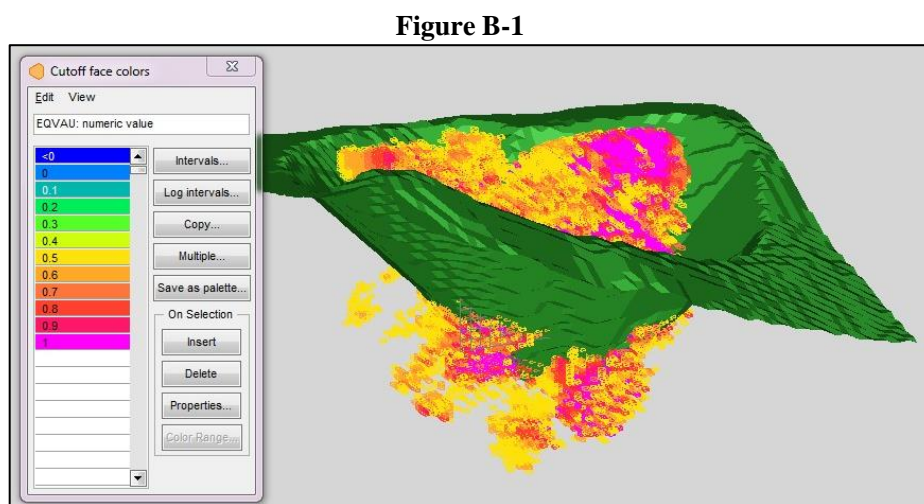 Figure B-1
Cutoff face colors
Edit View
EQVAU: numeric value
<0
0
0.1
0.2
0.3
0.4
0.5
0.6
0.7
0.8
0.9
1
Intervals...
Log intervals...
Copy...
Multiple...
Save as palette...
On Selection
Insert
Delete
Properties...
Color Range...